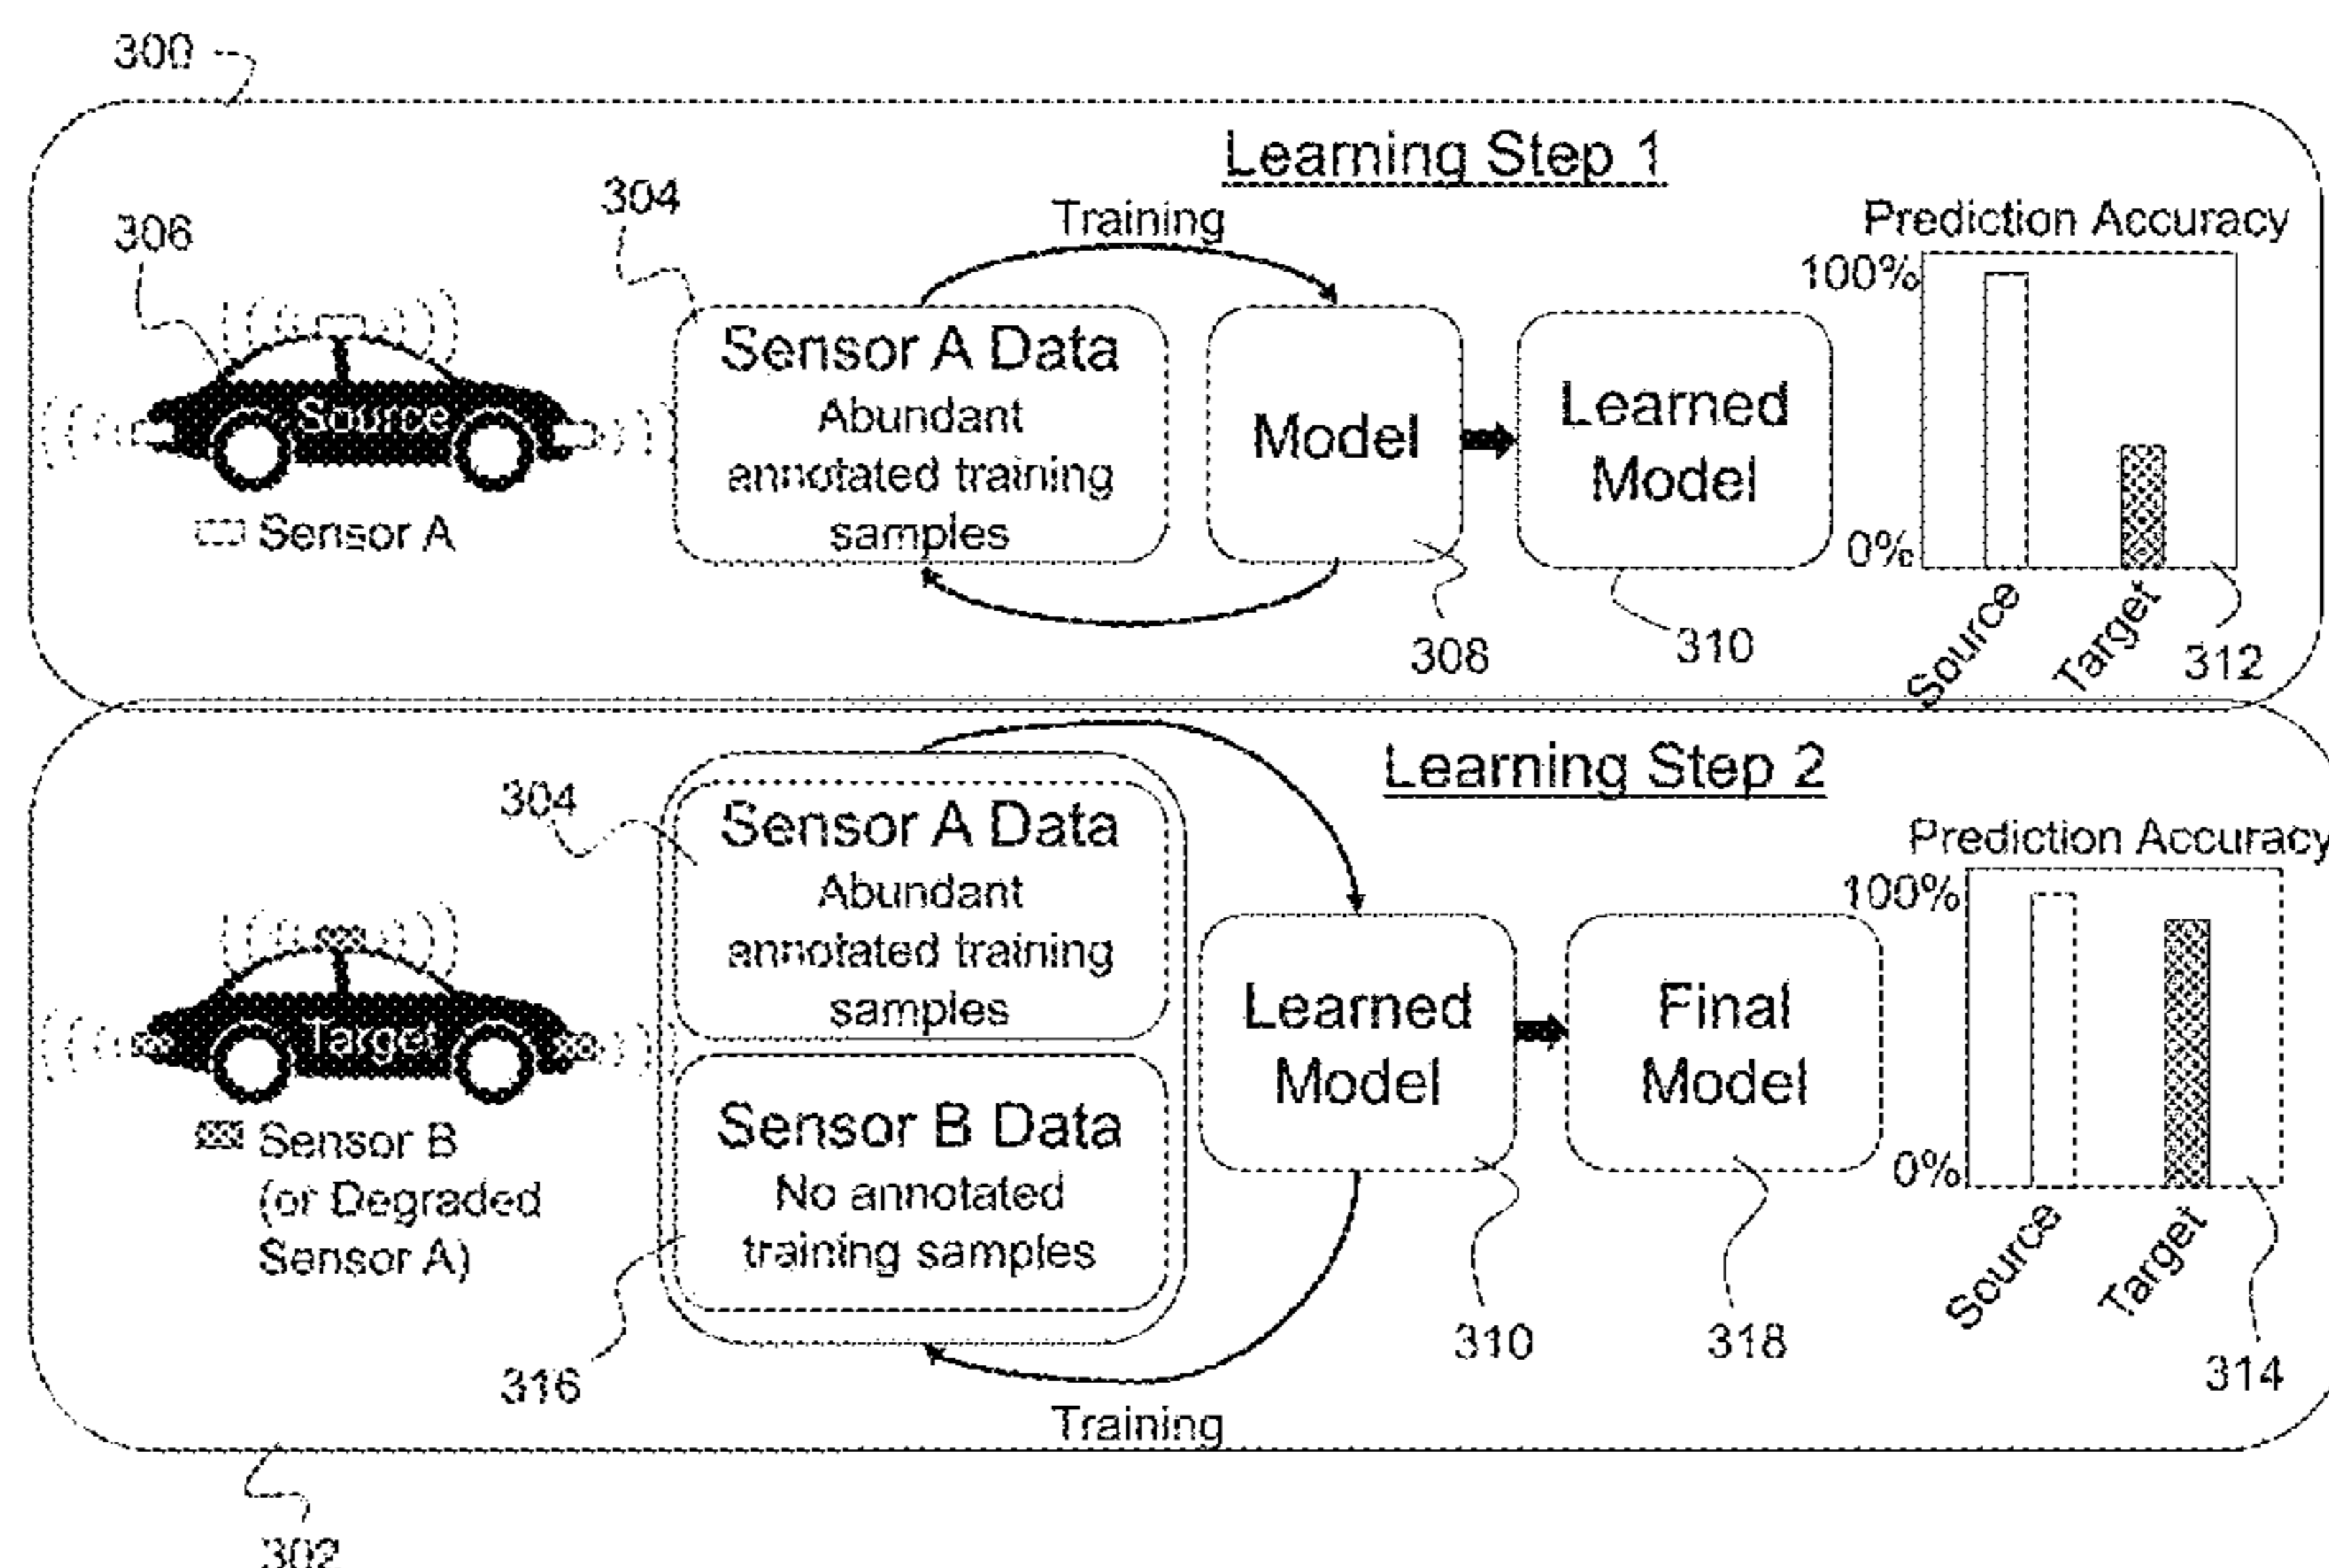 300
Learning Step 1
306
304
Training
Prediction Accuracy
100%
Source
Sensor A Data
Abundant
annotated training
samples
Model
Learned
Model
Sensor A
0%
308
310
Source
Target
312
Learning Step 2
304
Sensor A Data
Abundant
annotated training
samples
Prediction Accuracy
100%
Target
Learned
Model
Final
Model
Sensor B
(or Degraded
Sensor A)
Sensor B Data
No annotated
training samples
0%
Source
Target
316
310
318
314
Training
302